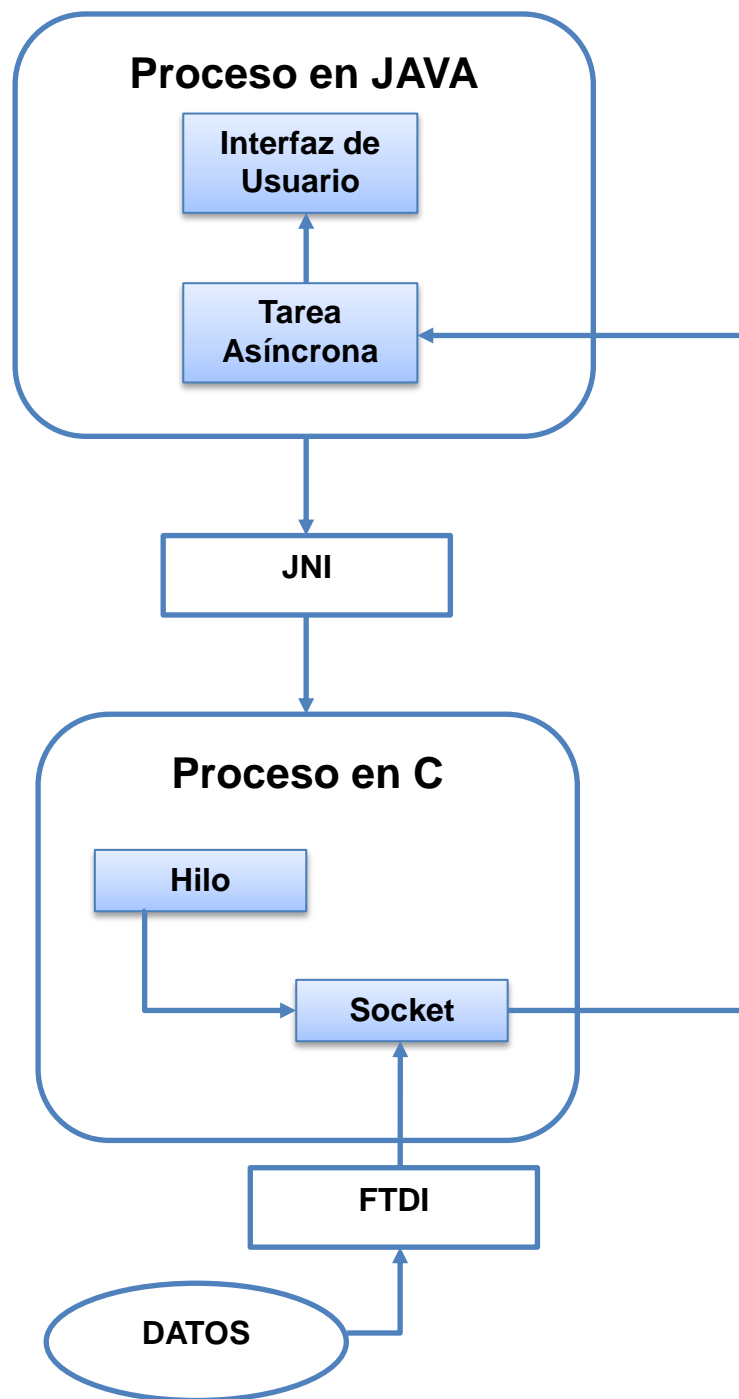 Proceso en JAVA
Interfaz de
Usuario
Tarea
Asíncrona
JNI
Proceso en C
Hilo
Socket
FTDI
DATOS